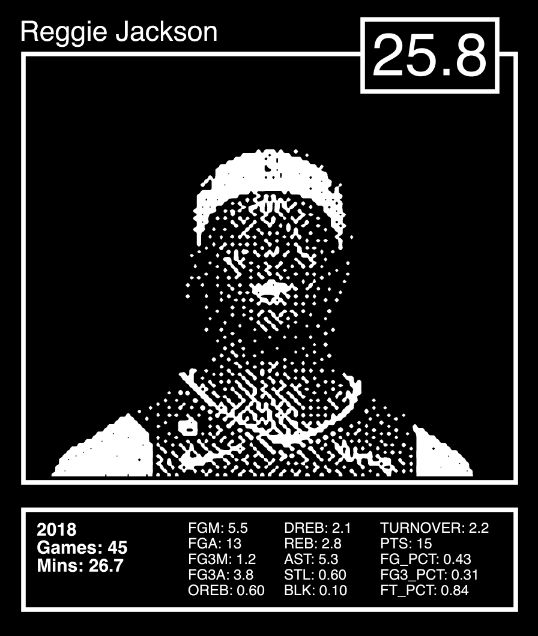 Reggie Jackson
25.8
2018
Games: 45
Mins: 26.7
FGM: 5.5
FGA: 13
FG3M: 1.2
FG3A: 3.8
OREB: 0.60
DREB: 2.1
REB: 2.8
AST: 5.3
STL: 0.60
BLK: 0.10
TURNOVER: 2.2
PTS: 15
FG_PCT: 0.43
FG3_PCT: 0.31
FT_PCT: 0.84